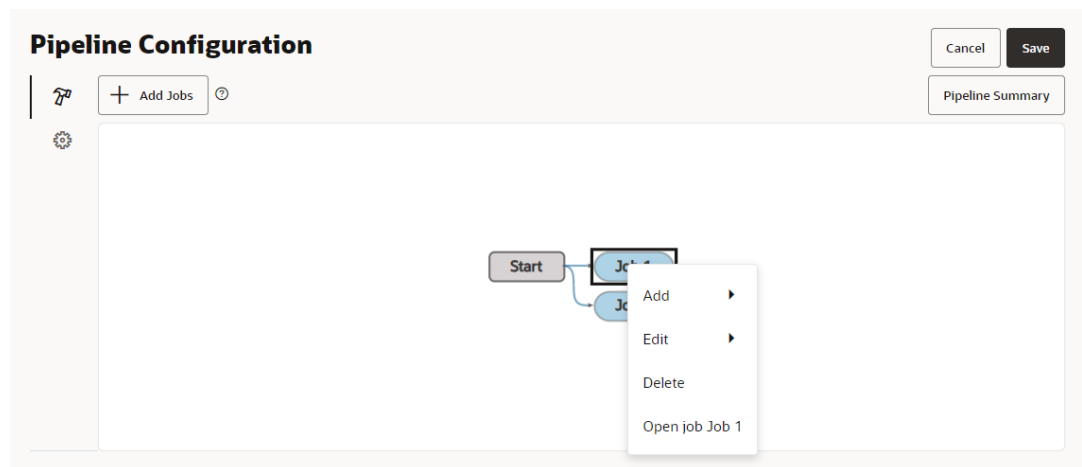 Pipeline Configuration
Cancel
Save
Add Jobs
Pipeline Summary
Start
Add
Edit
Delete
Open job Job 1